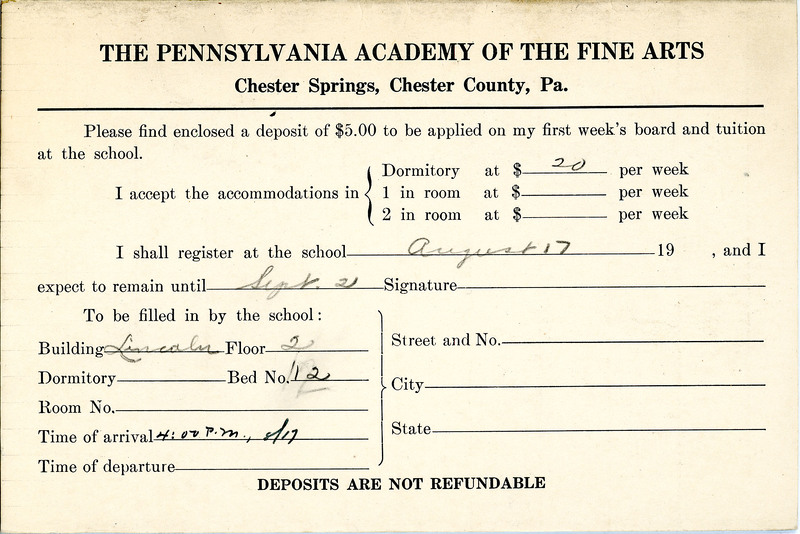 THE PENNSYLVANIA ACADEMY OF THE FINE ARTS
Chester Springs, Chester County, Pa.
Please find enclosed a deposit of $5.00 to be applied on my first week's board and tuition
at the school.
I accept the accommodations in
Dormitory at $ 20 per week
1 in room at $ per week
2 in room at $ per week
I shall register at the school August 17 19 , and I
expect to remain until Sept. 2 Signature
To be filled in by the school:
Building Lincoln Floor 2
Dormitory Bed No. 12
Room No.
Time of arrival 4:00 P.M., 8/17
Time of departure
Street and No.
City
State
DEPOSITS ARE NOT REFUNDABLE